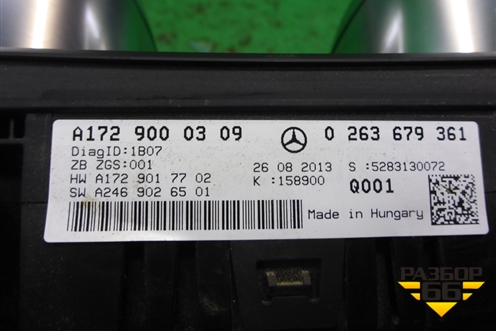 A172 900 03 09 0 263 679 361
DiagID:1B07
ZB ZGS:001 26 08 2013 S :5283130072
HW A172 901 77 02 K :158900 Q001
SW A246 902 65 01
Made in Hungary
РАЗБОР
66